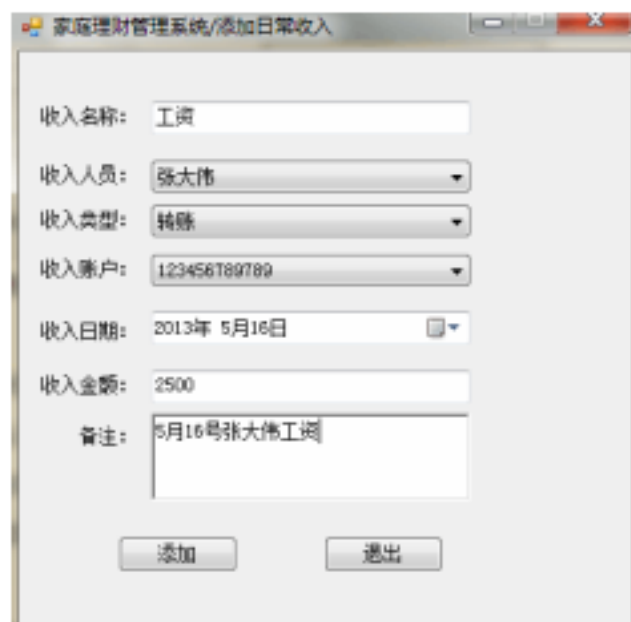 家庭理财管理系统/添加日常收入
收入名称: 工资
收入人员: 张大伟
收入类型: 转账
收入账户: 123456789789
收入日期: 2013年 5月16日
收入金额: 2500
备注: 5月16号张大伟工资
添加 退出